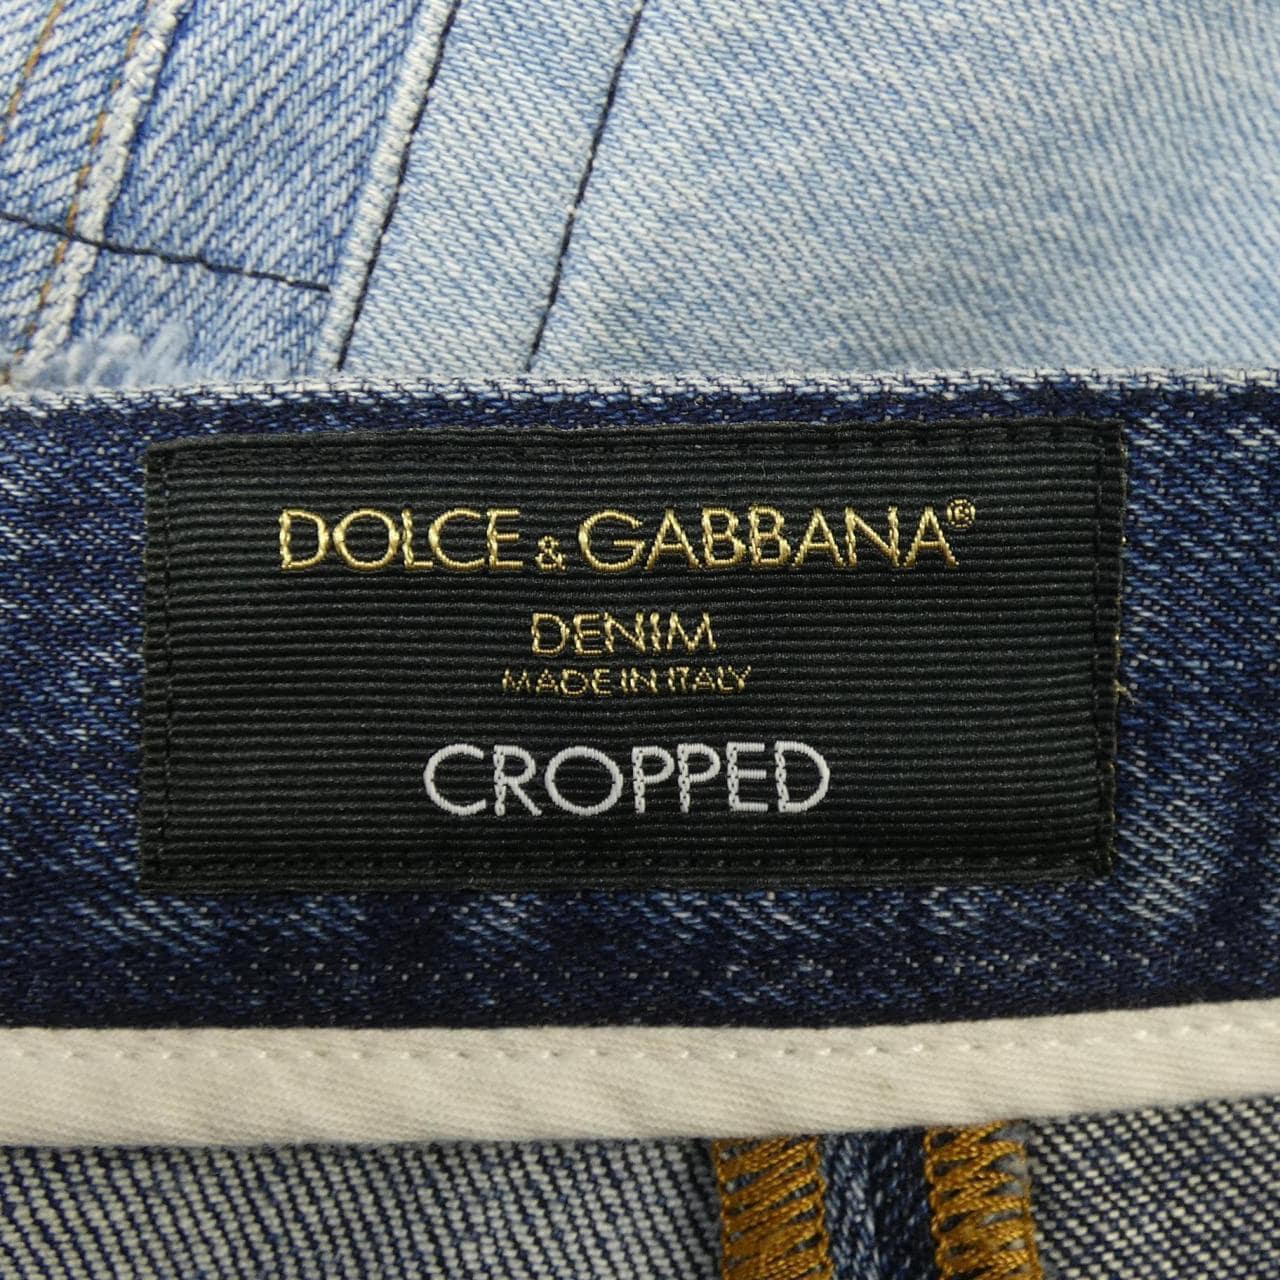 DOLCE & GABBANA®
DENIM
MADE IN ITALY
CROPPED